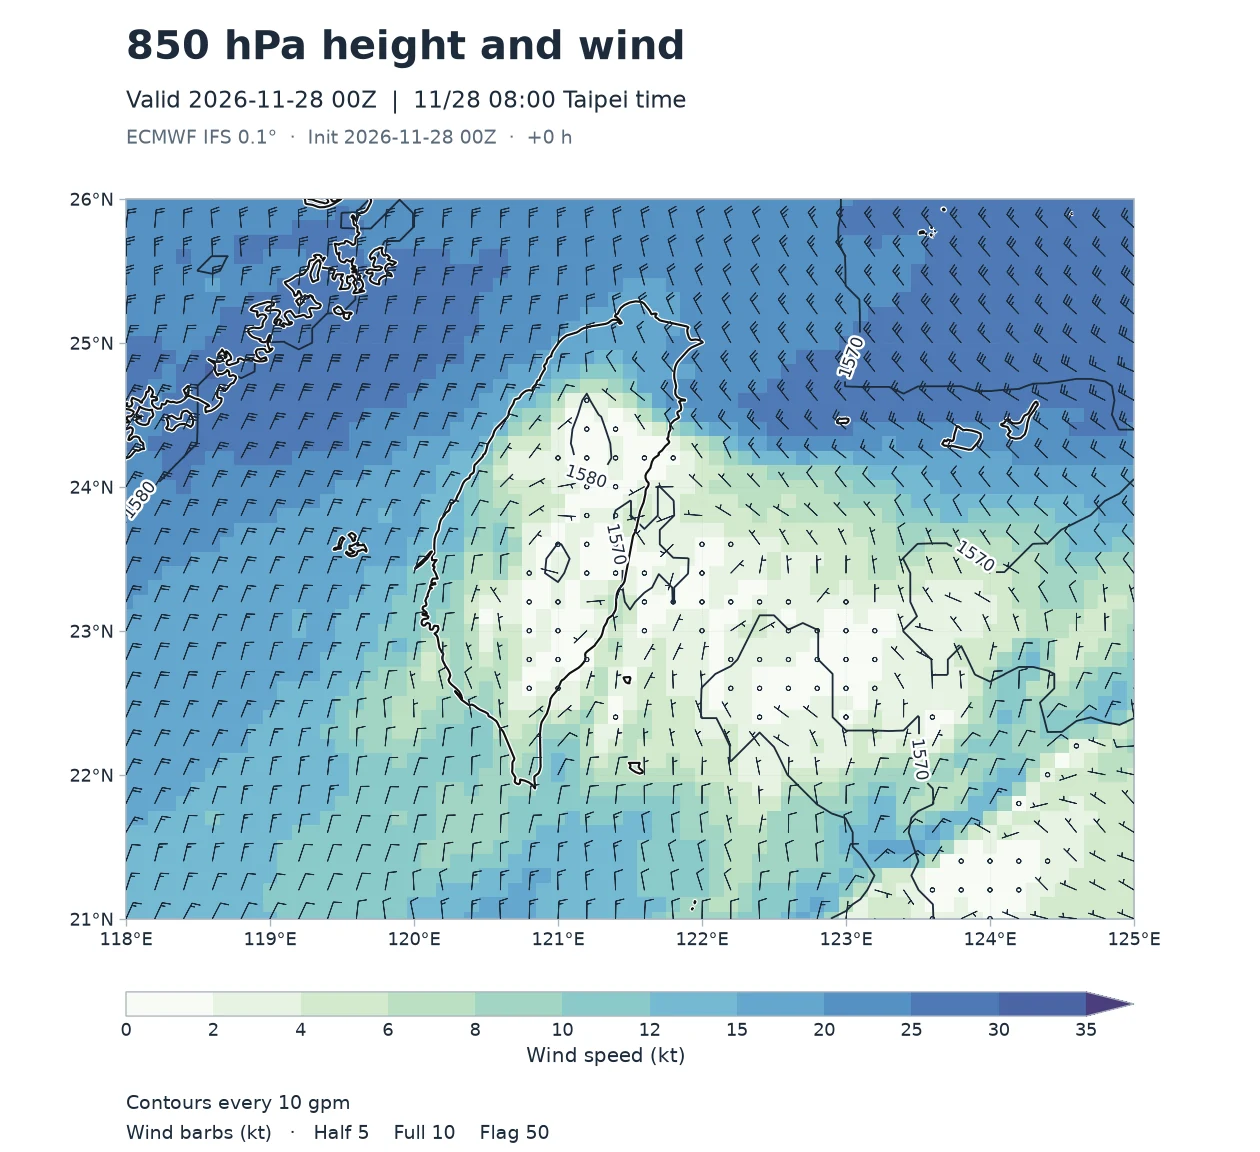 850 hPa height and wind
Valid 2026-11-28 00Z | 11/28 08:00 Taipei time
ECMWF IFS 0.1° · Init 2026-11-28 00Z · +0 h
26°N
25°N
24°N
23°N
22°N
21°N
1570
1580
1580
1570
1570
1570
118°E 119°E 120°E 121°E 122°E 123°E 124°E 125°E
0 2 4 6 8 10 12 15 20 25 30 35
Wind speed (kt)
Contours every 10 gpm
Wind barbs (kt) · Half 5 Full 10 Flag 50